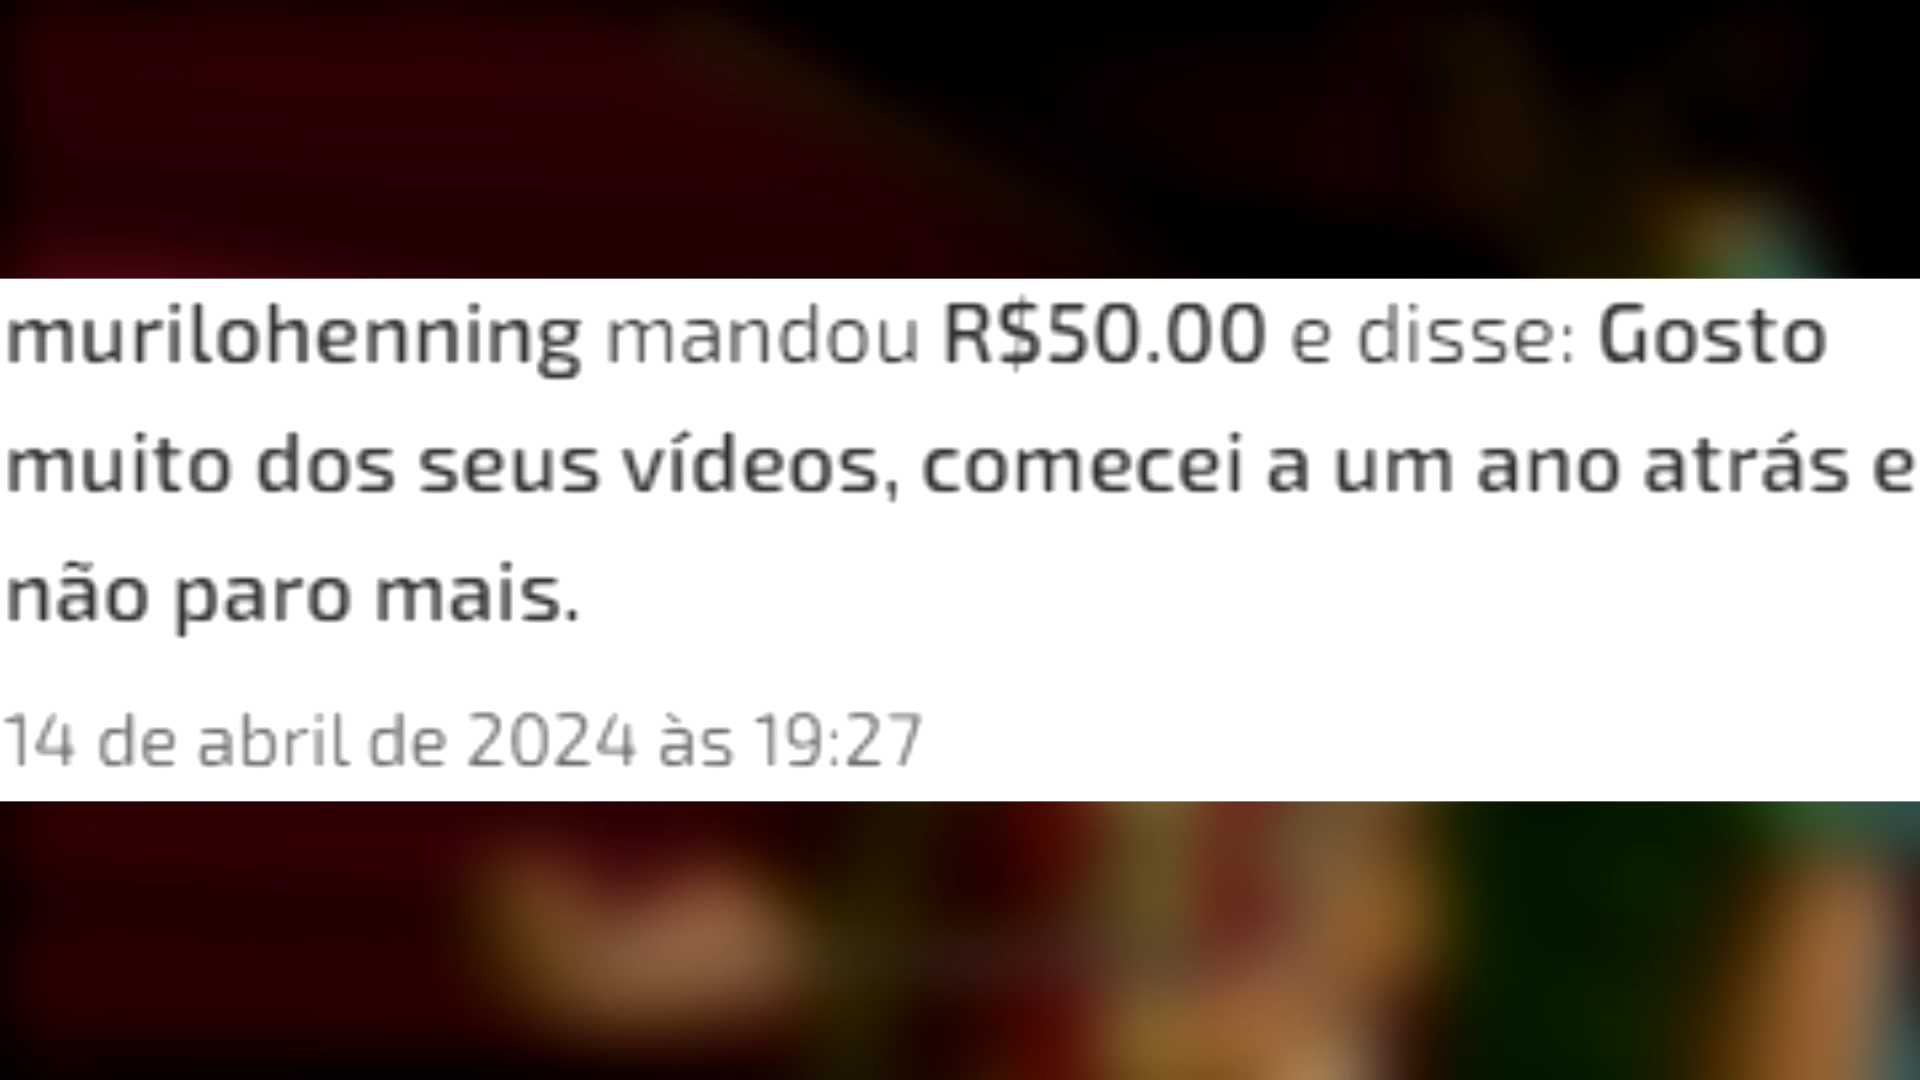 murilohenning mandou R$50.00 e disse: Gosto
muito dos seus vídeos, comecei a um ano atrás e
não paro mais.
14 de abril de 2024 às 19:27